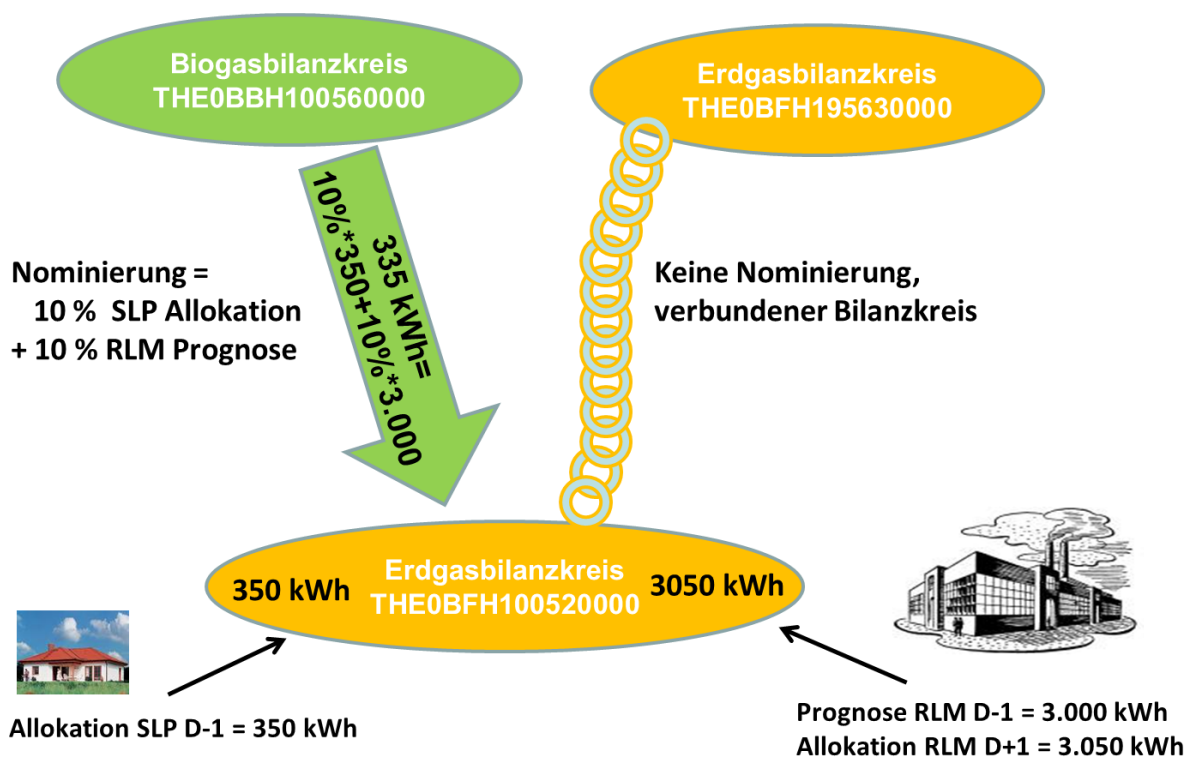 Biogasbilanzkreis
THE0BBH100560000
Erdgasbilanzkreis
THE0BFH195630000
335 kWh=
10%*350+10%*3.000
Nominierung =
10 % SLP Allokation
+ 10 % RLM Prognose
Keine Nominierung,
verbundener Bilanzkreis
350 kWh
Erdgasbilanzkreis
THE0BFH100520000
3050 kWh
Allokation SLP D-1 = 350 kWh
Prognose RLM D-1 = 3.000 kWh
Allokation RLM D+1 = 3.050 kWh